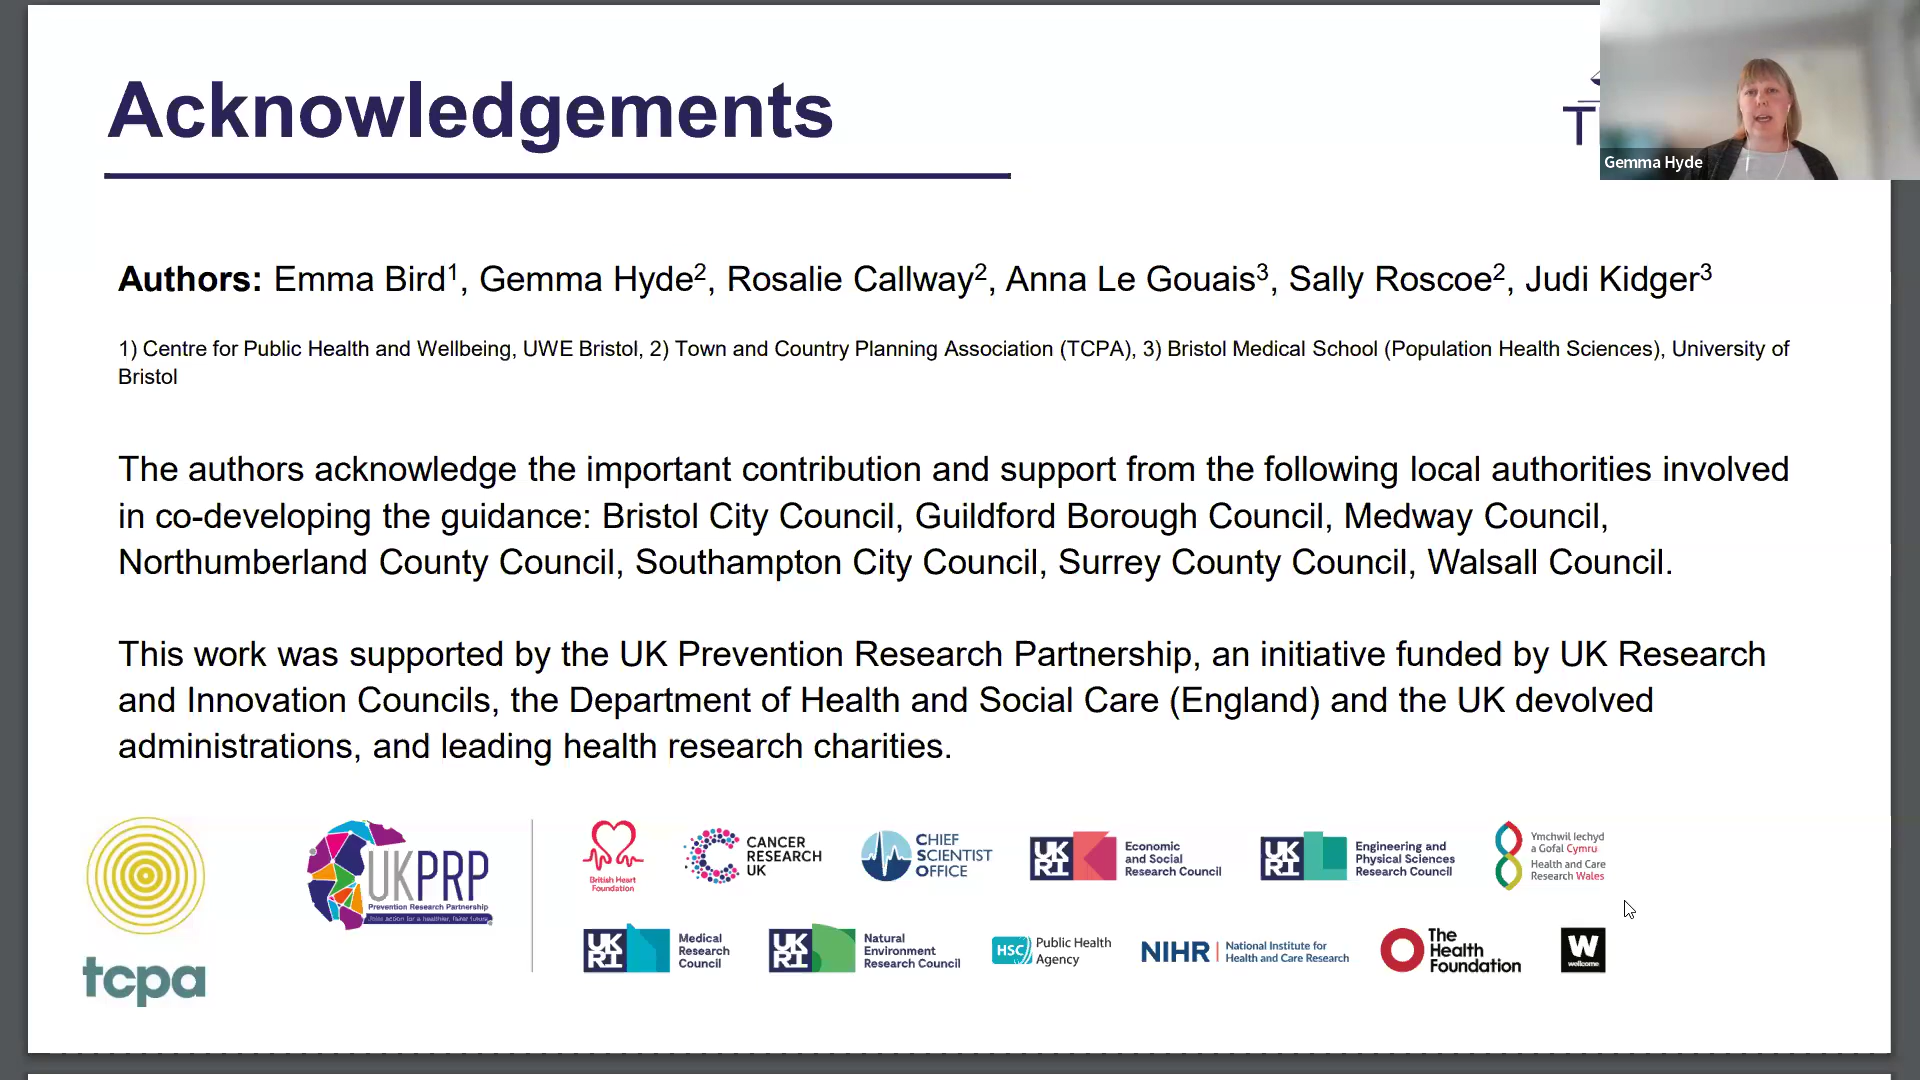 Acknowledgements
T
Gemma Hyde
Authors: Emma Bird¹, Gemma Hyde², Rosalie Callway², Anna Le Gouais³, Sally Roscoe², Judi Kidger³
1) Centre for Public Health and Wellbeing, UWE Bristol, 2) Town and Country Planning Association (TCPA), 3) Bristol Medical School (Population Health Sciences), University of
Bristol
The authors acknowledge the important contribution and support from the following local authorities involved
in co-developing the guidance: Bristol City Council, Guildford Borough Council, Medway Council,
Northumberland County Council, Southampton City Council, Surrey County Council, Walsall Council.
This work was supported by the UK Prevention Research Partnership, an initiative funded by UK Research
and Innovation Councils, the Department of Health and Social Care (England) and the UK devolved
administrations, and leading health research charities.
tcpa
UKPRP
Prevention Research Partnership
Joint action for a healthier, fairer future
British Heart
Foundation
CANCER
RESEARCH
UK
CHIEF
SCIENTIST
OFFICE
UK
RI
Economic
and Social
Research Council
UK
RI
Engineering and
Physical Sciences
Research Council
Ymchwil Iechyd
a Gofal Cymru
Health and Care
Research Wales
UK
RI
Medical
Research
Council
UK
RI
Natural
Environment
Research Council
HSC
Public Health
Agency
NIHR
National Institute for
Health and Care Research
The
Health
Foundation
W
wellcome